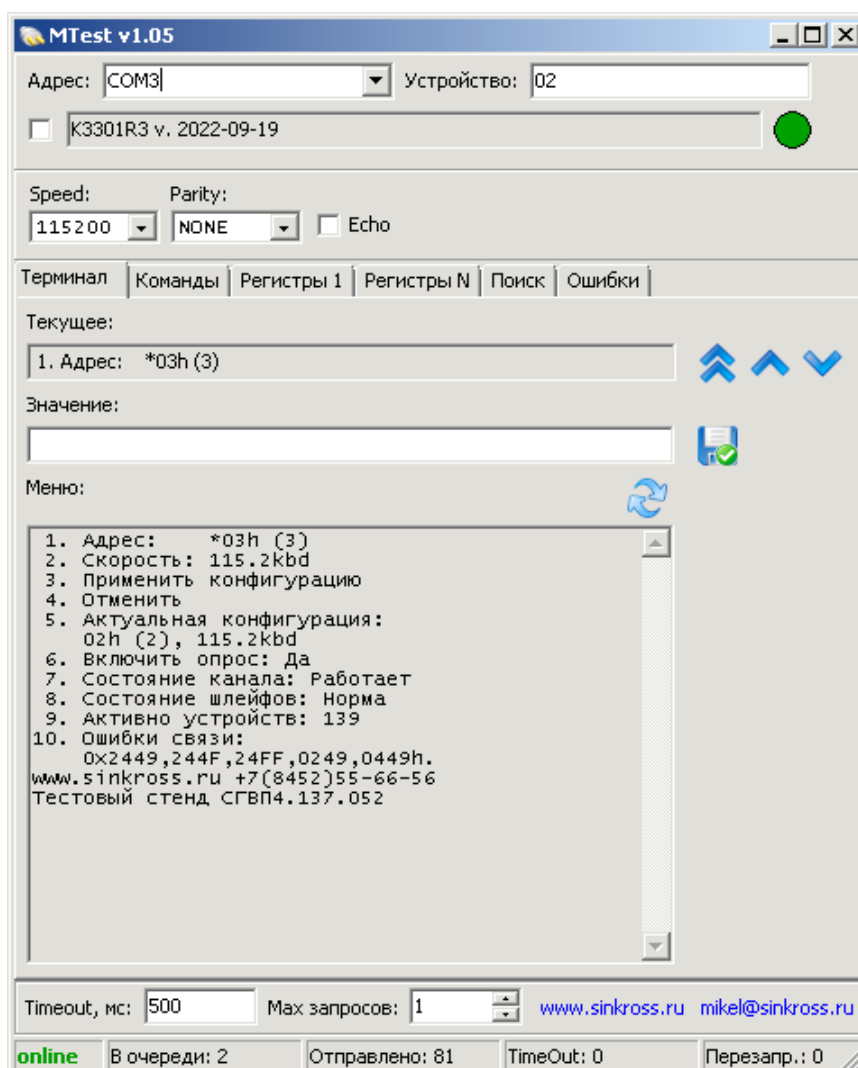 MTest v1.05
Адрес: COM3 Устройство: 02
K3301R3 v. 2022-09-19
Speed: Parity:
115200 NONE Echo
Терминал Команды Регистры 1 Регистры N Поиск Ошибки
Текущее:
1. Адрес: *03h (3)
Значение:
Меню:
1. Адрес: *03h (3)
2. Скорость: 115.2kbd
3. Применить конфигурацию
4. Отменить
5. Актуальная конфигурация:
02h (2), 115.2kbd
6. Включить опрос: Да
7. Состояние канала: Работает
8. Состояние шлейфов: Норма
9. Активно устройств: 139
10. Ошибки связи:
0x2449,244F,24FF,0249,0449h.
www.sinkross.ru +7(8452)55-66-56
Тестовый стенд СГВП4.137.052
Timeout, мс: 500 Max запросов: 1 www.sinkross.ru mikel@sinkross.ru
online В очереди: 2 Отправлено: 81 TimeOut: 0 Перезапр.: 0